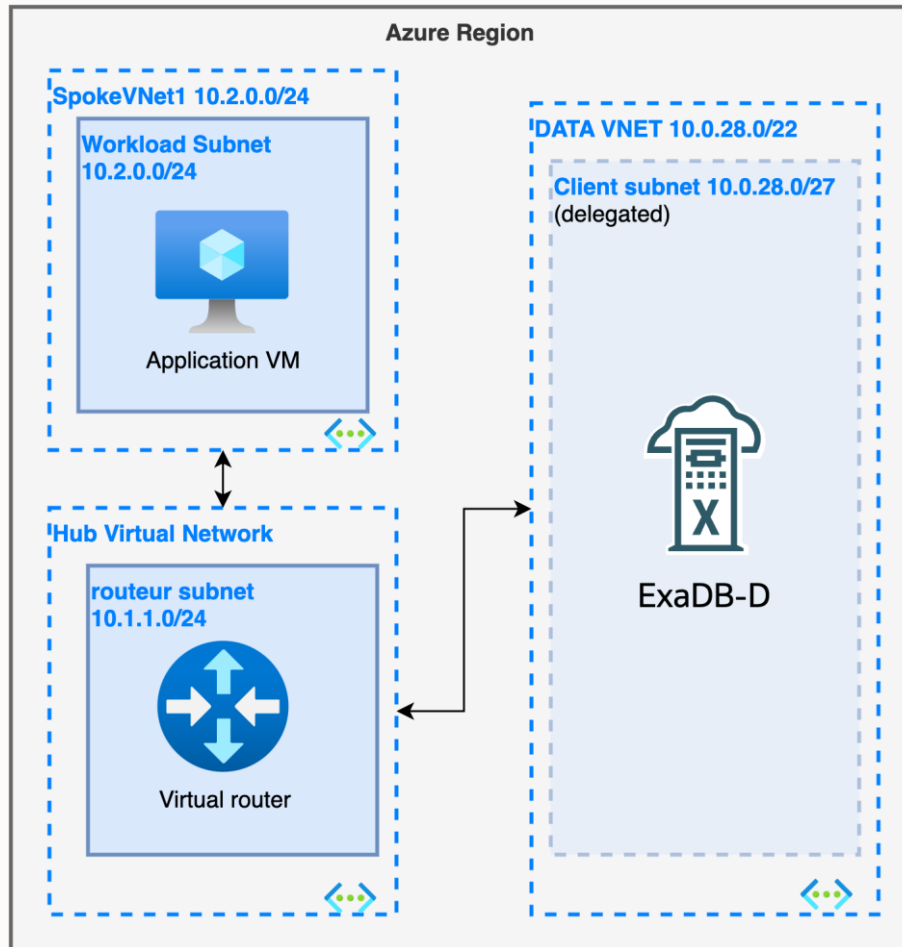 Azure Region
SpokeVNet1 10.2.0.0/24
Workload Subnet
10.2.0.0/24
Application VM
Hub Virtual Network
routeur subnet
10.1.1.0/24
Virtual router
DATA VNET 10.0.28.0/22
Client subnet 10.0.28.0/27
(delegated)
X
ExaDB-D